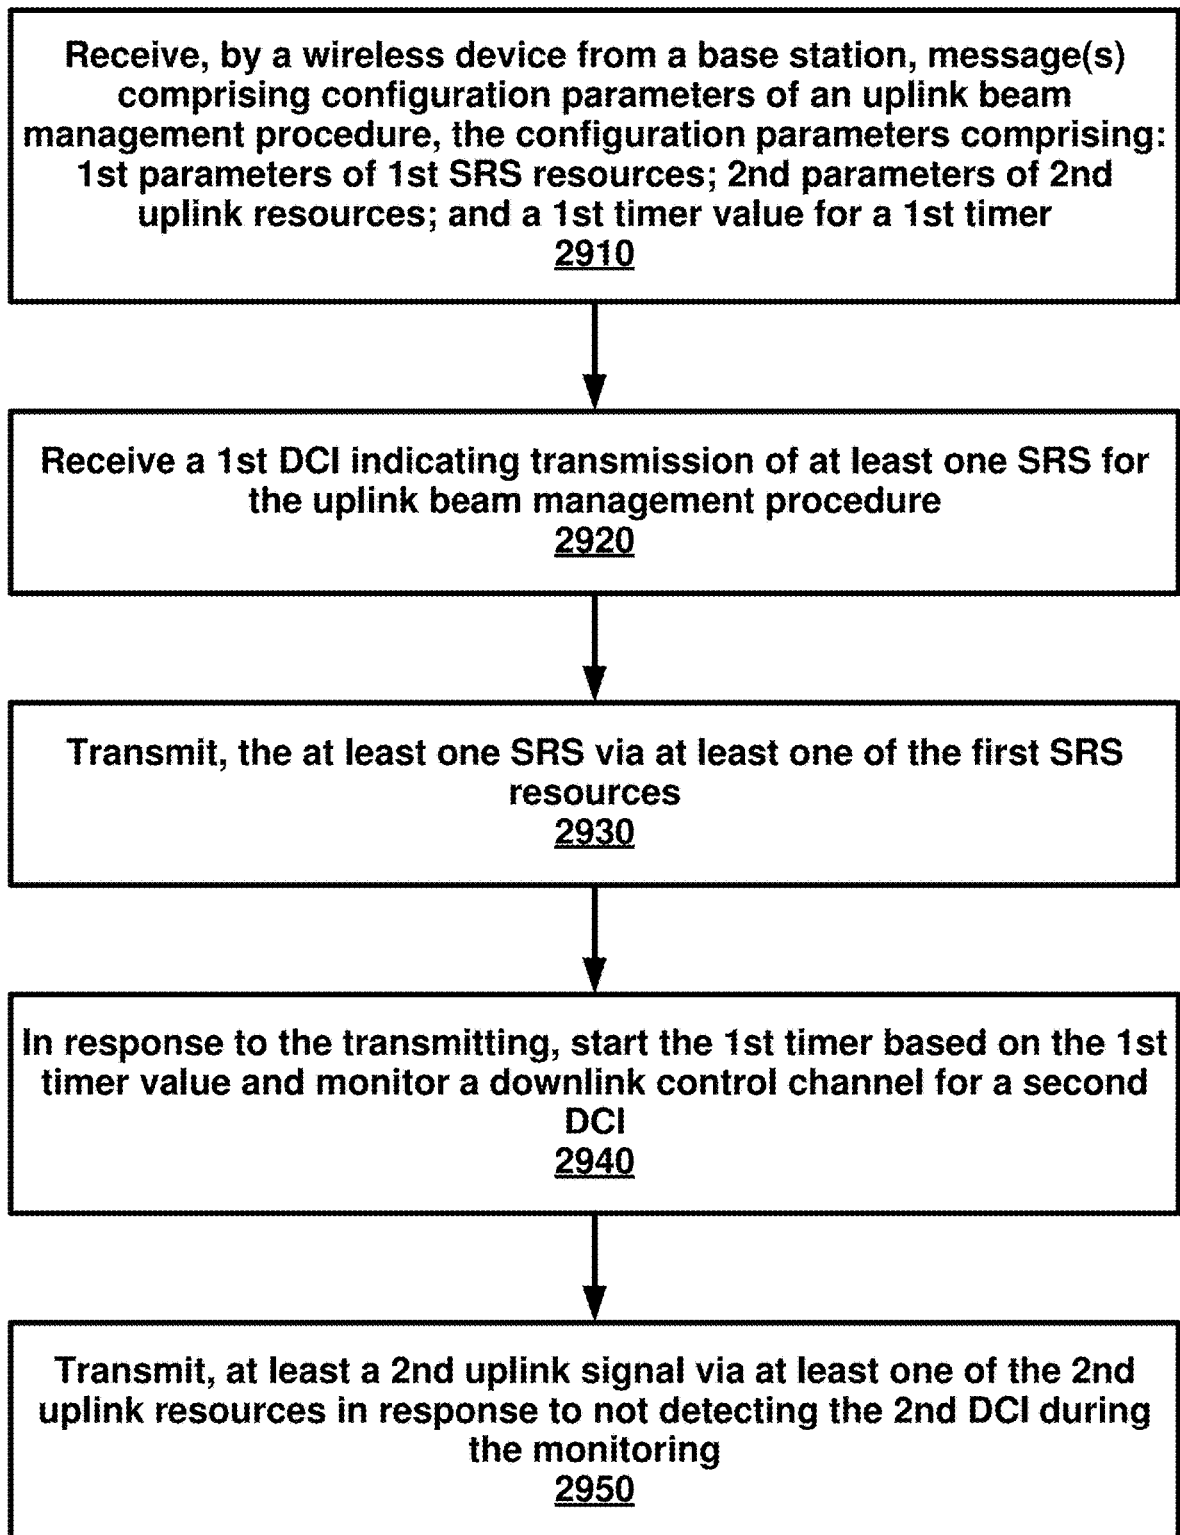 Receive, by a wireless device from a base station, message(s)
comprising configuration parameters of an uplink beam
management procedure, the configuration parameters comprising:
1st parameters of 1st SRS resources; 2nd parameters of 2nd
uplink resources; and a 1st timer value for a 1st timer
2910
Receive a 1st DCI indicating transmission of at least one SRS for
the uplink beam management procedure
2920
Transmit, the at least one SRS via at least one of the first SRS
resources
2930
In response to the transmitting, start the 1st timer based on the 1st
timer value and monitor a downlink control channel for a second
DCI
2940
Transmit, at least a 2nd uplink signal via at least one of the 2nd
uplink resources in response to not detecting the 2nd DCI during
the monitoring
2950